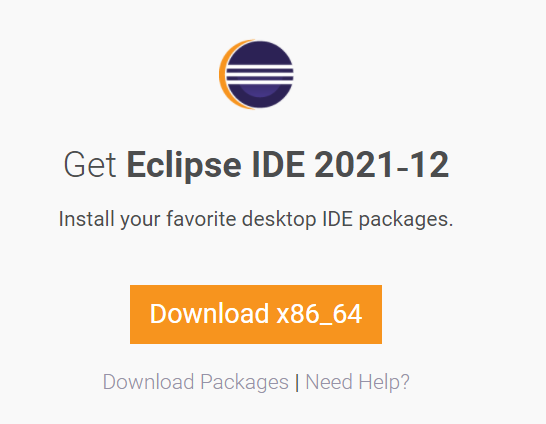 Get Eclipse IDE 2021-12
Install your favorite desktop IDE packages.
Download x86_64
Download Packages | Need Help?